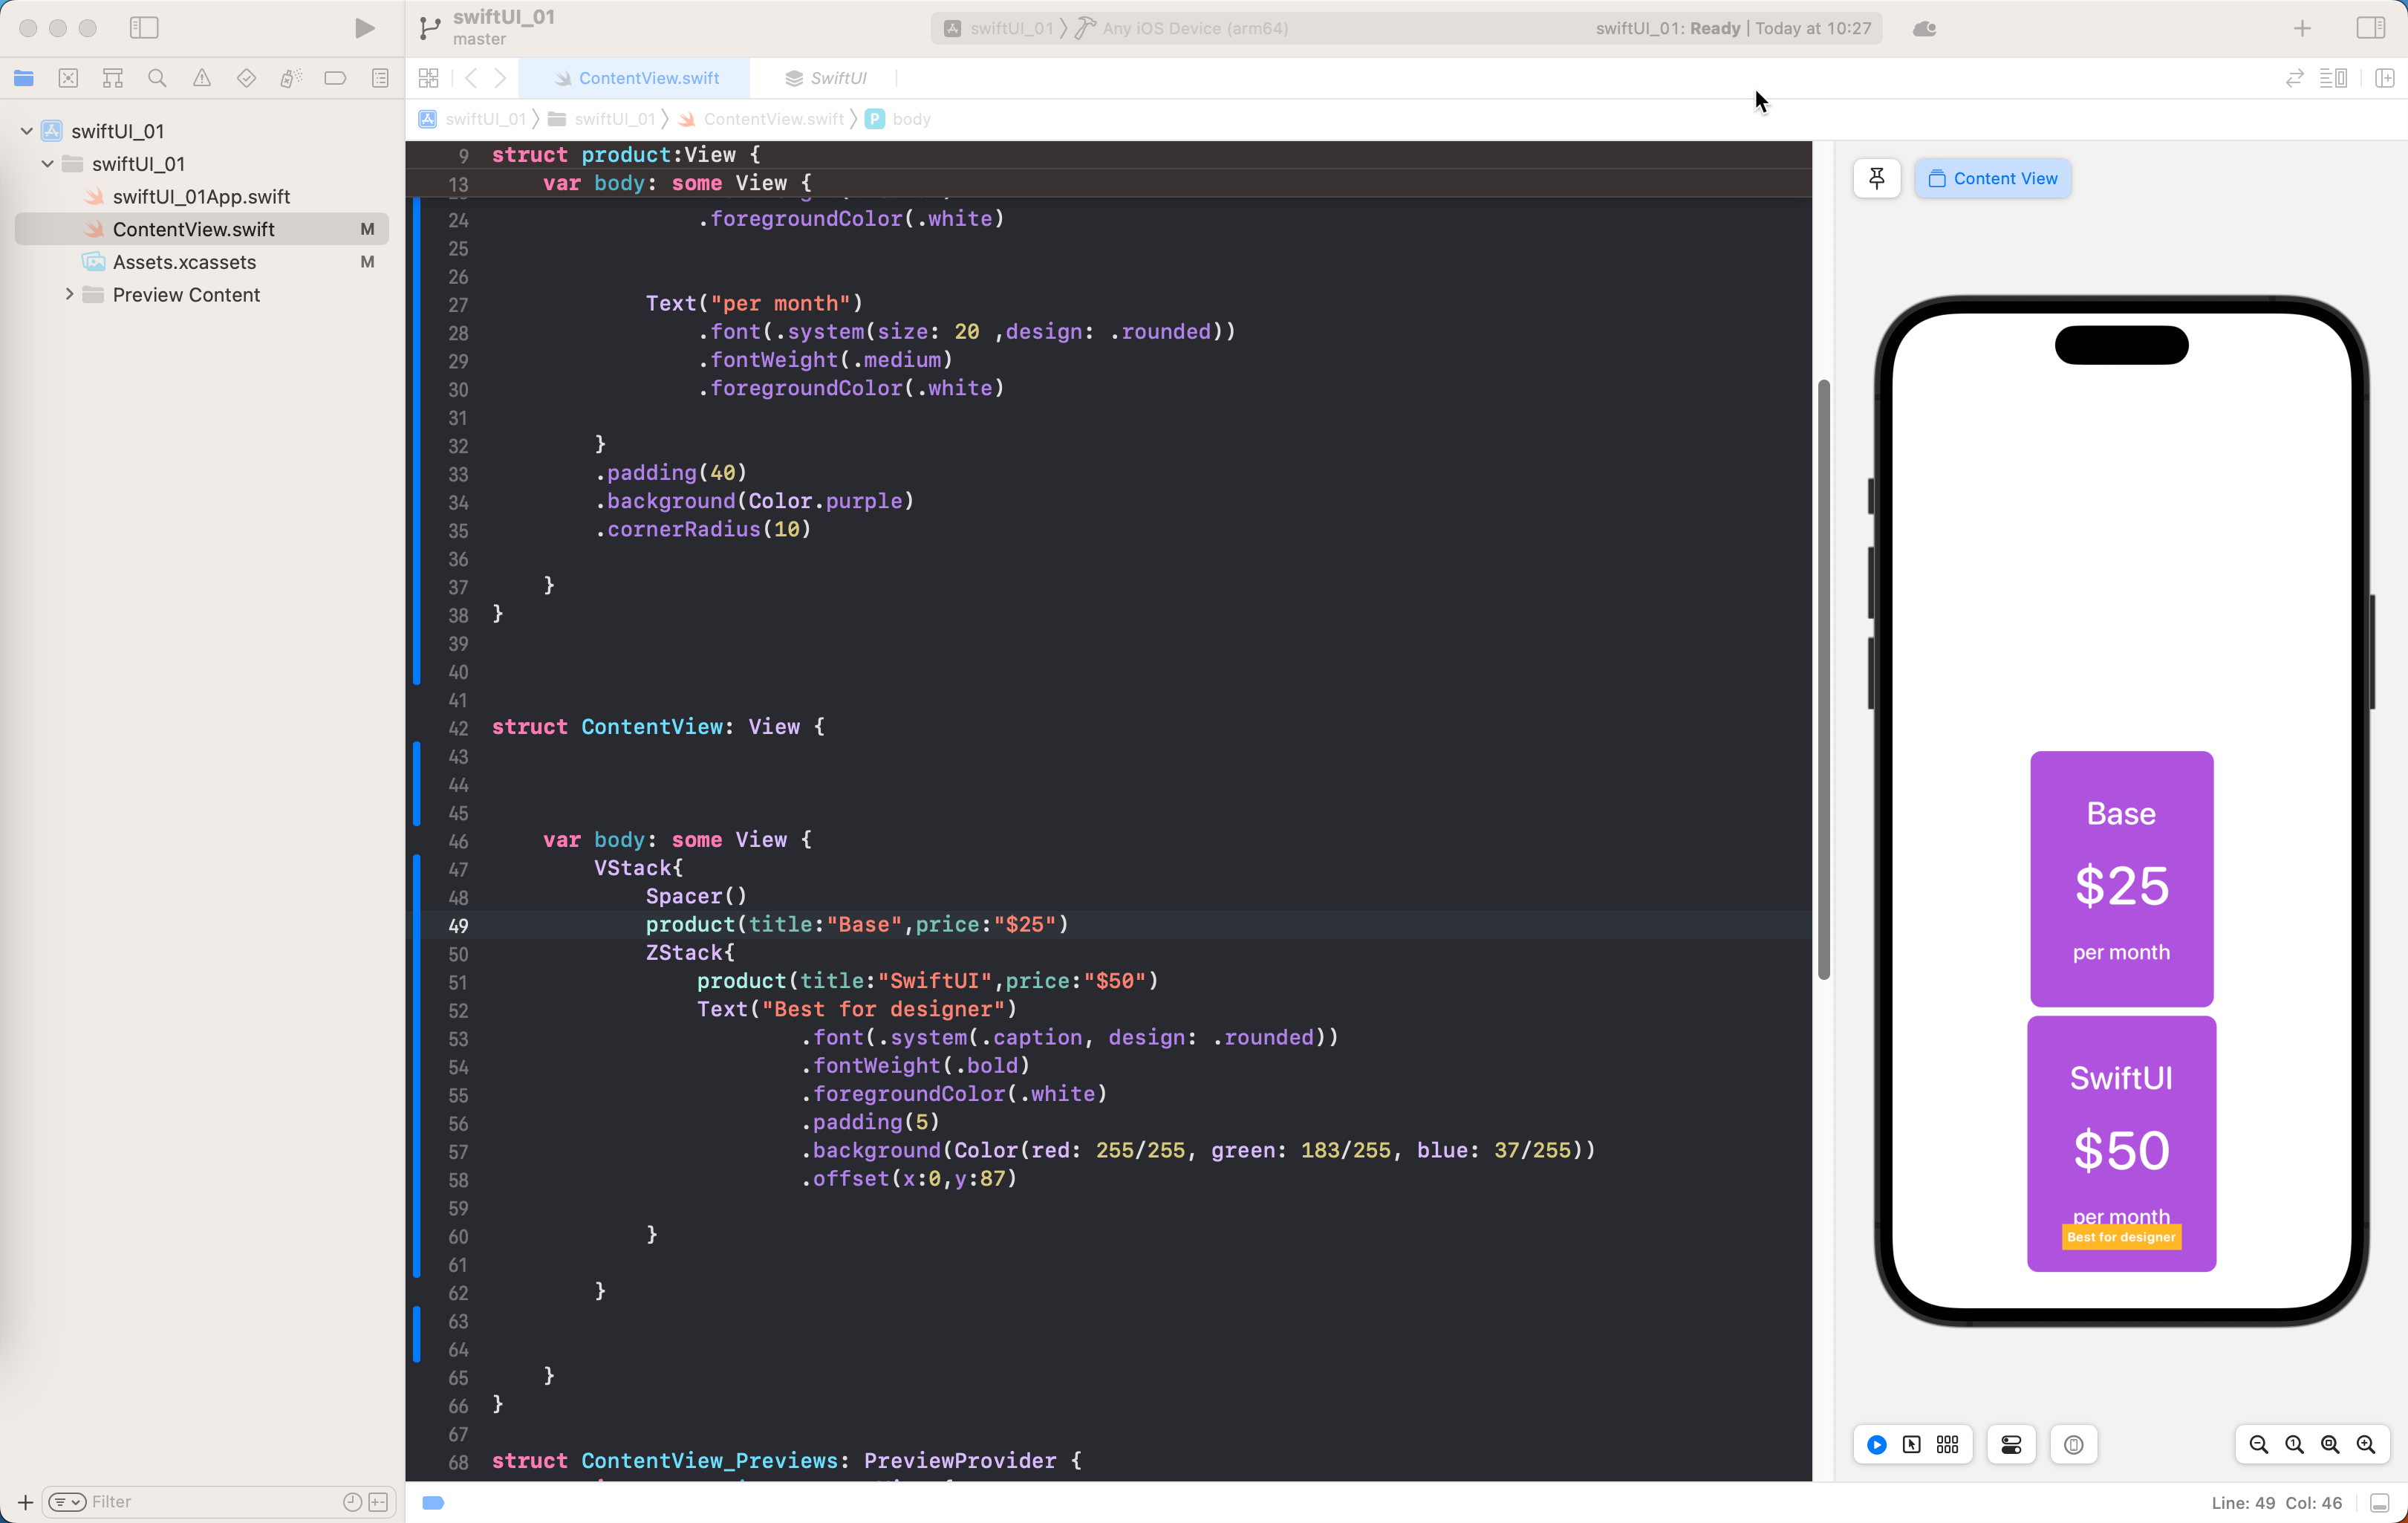 swiftUI_01
master
swiftUI_01 〉 Any iOS Device (arm64)
swiftUI_01: Ready | Today at 10:27
ContentView.swift
SwiftUI
swiftUI_01 〉 swiftUI_01 〉 ContentView.swift 〉 P body
swiftUI_01
swiftUI_01
swiftUI_01App.swift
ContentView.swift M
Assets.xcassets M
Preview Content
9 struct product:View {
13 var body: some View {
24 .foregroundColor(.white)
25
26
27 Text("per month")
28 .font(.system(size: 20 ,design: .rounded))
29 .fontWeight(.medium)
30 .foregroundColor(.white)
31
32 }
33 .padding(40)
34 .background(Color.purple)
35 .cornerRadius(10)
36
37 }
38 }
39
40
41
42 struct ContentView: View {
43
44
45
46 var body: some View {
47 VStack{
48 Spacer()
49 product(title:"Base",price:"$25")
50 ZStack{
51 product(title:"SwiftUI",price:"$50")
52 Text("Best for designer")
53 .font(.system(.caption, design: .rounded))
54 .fontWeight(.bold)
55 .foregroundColor(.white)
56 .padding(5)
57 .background(Color(red: 255/255, green: 183/255, blue: 37/255))
58 .offset(x:0,y:87)
59
60 }
61
62 }
63
64
65 }
66 }
67
68 struct ContentView_Previews: PreviewProvider {
Content View
Base
$25
per month
SwiftUI
$50
per month
Best for designer
Filter
Line: 49 Col: 46